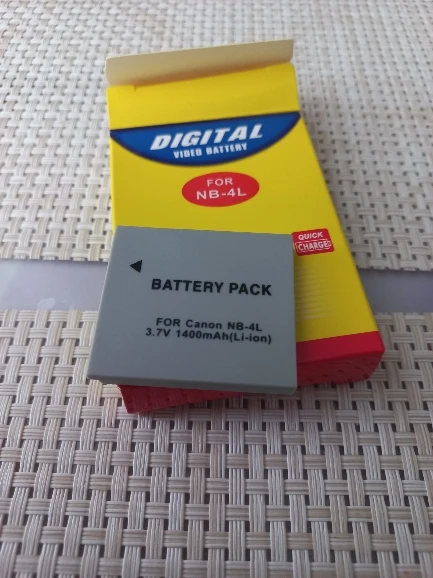 DIGITAL
VIDEO BATTERY
FOR
NB-4L
QUICK
CHARGE
BATTERY PACK
FOR Canon NB-4L
3.7V 1400mAh(Li-ion)